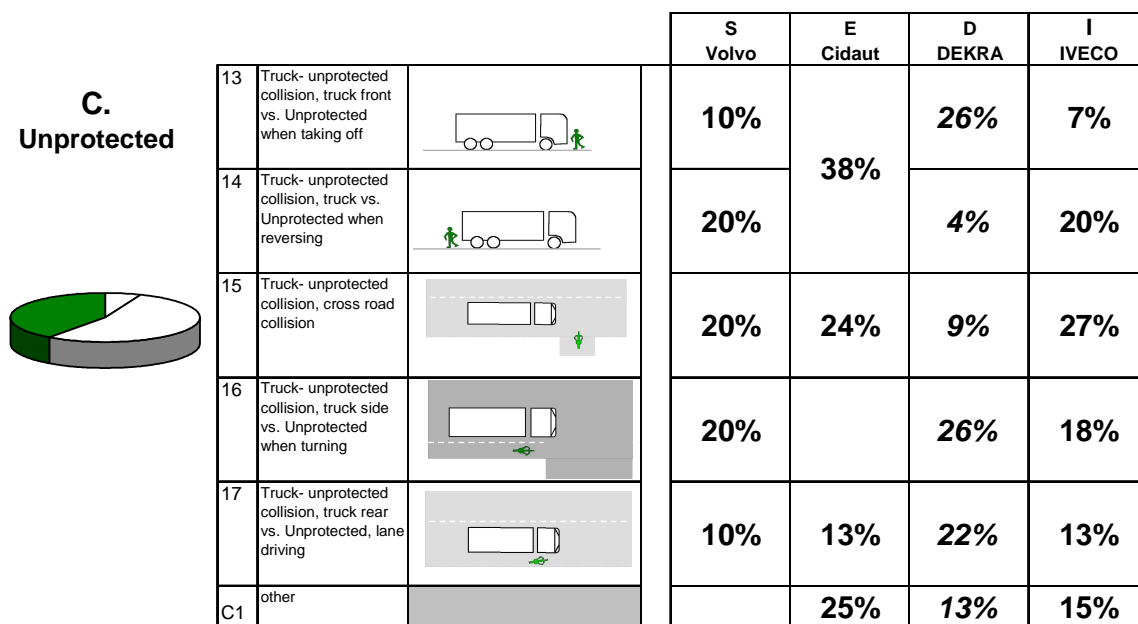 S E D I
Volvo Cidaut DEKRA IVECO
C.
Unprotected
13 Truck- unprotected
collision, truck front
vs. Unprotected
when taking off
10% 38% 26% 7%
14 Truck- unprotected
collision, truck vs.
Unprotected when
reversing
20% 4% 20%
15 Truck- unprotected
collision, cross road
collision
20% 24% 9% 27%
16 Truck- unprotected
collision, truck side
vs. Unprotected
when turning
20% 26% 18%
17 Truck- unprotected
collision, truck rear
vs. Unprotected, lane
driving
10% 13% 22% 13%
C1 other
25% 13% 15%